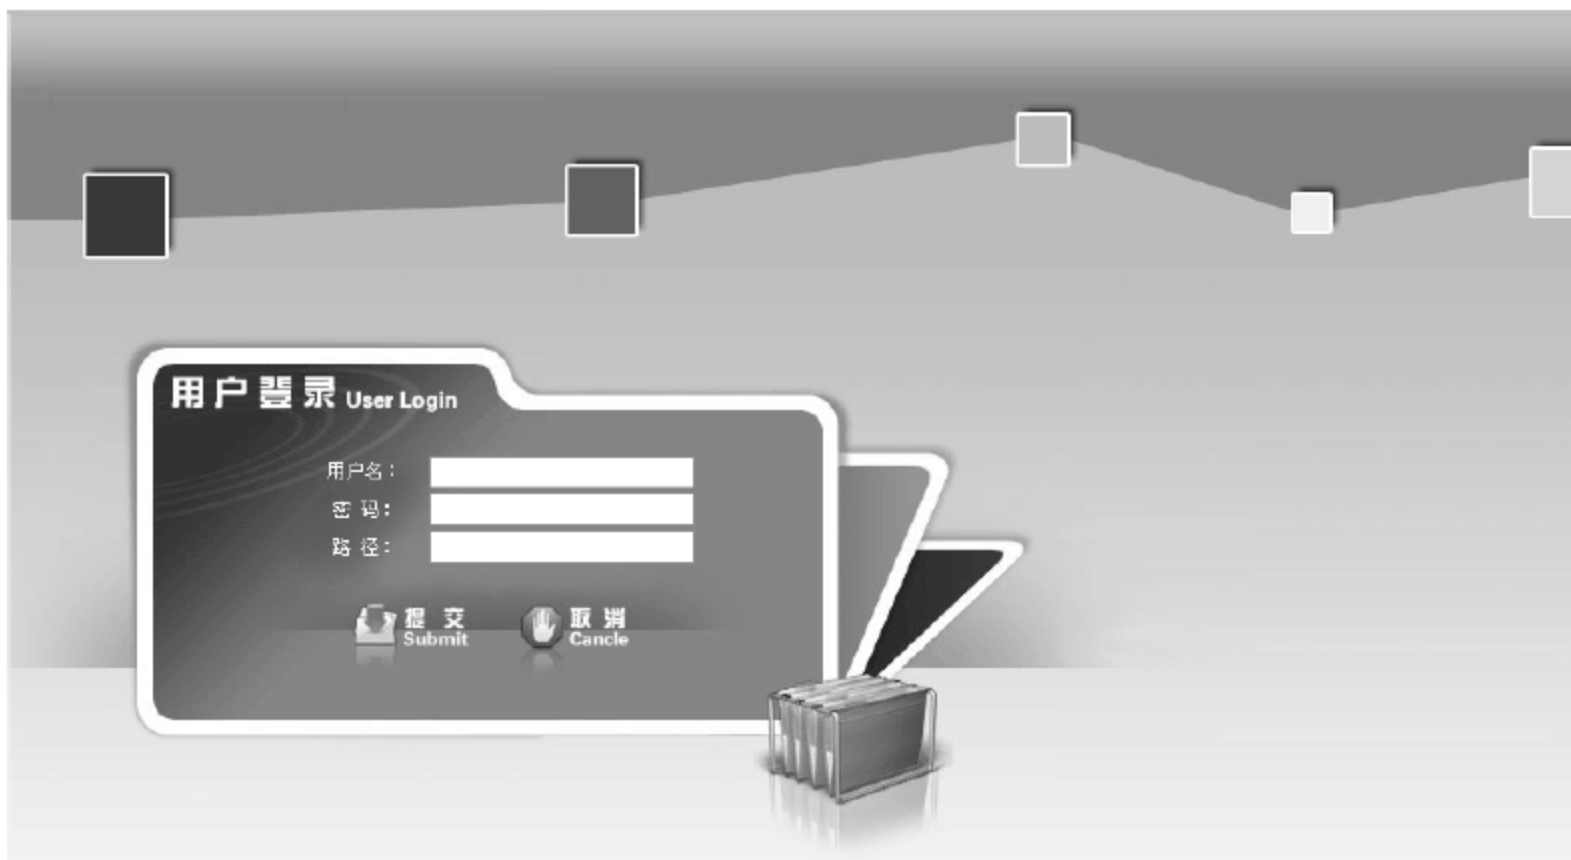 用户登录 User Login
用户名：
密 码：
路 径：
提 交 取 消
Submit Cancle